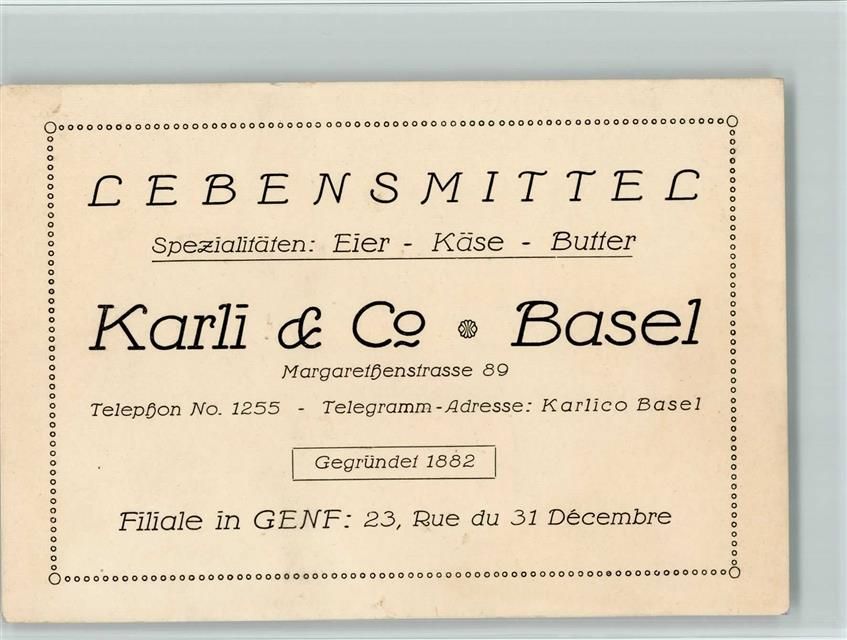 LEBENSMITTEL
Spezialitäten: Eier - Käse - Butter
Karli & Co Basel
Margarethenstrasse 89
Telephon No. 1255 - Telegramm-Adresse: Karlico Basel
Gegründet 1882
Filiale in GENF: 23, Rue du 31 Décembre